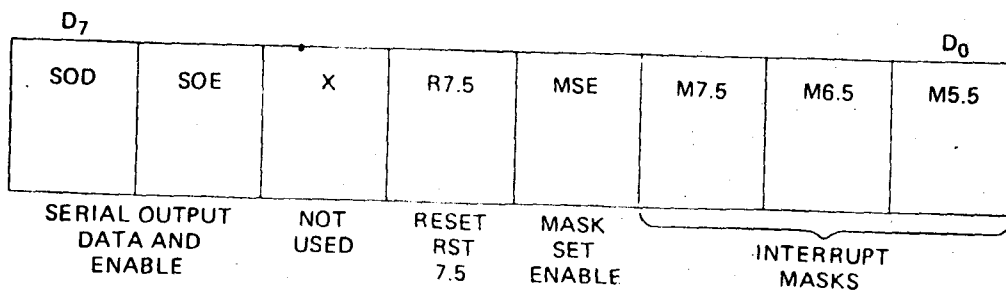 D7 D0
SOD SOE X R7.5 MSE M7.5 M6.5 M5.5
SERIAL OUTPUT DATA AND ENABLE
NOT USED
RESET RST 7.5
MASK SET ENABLE
INTERRUPT MASKS